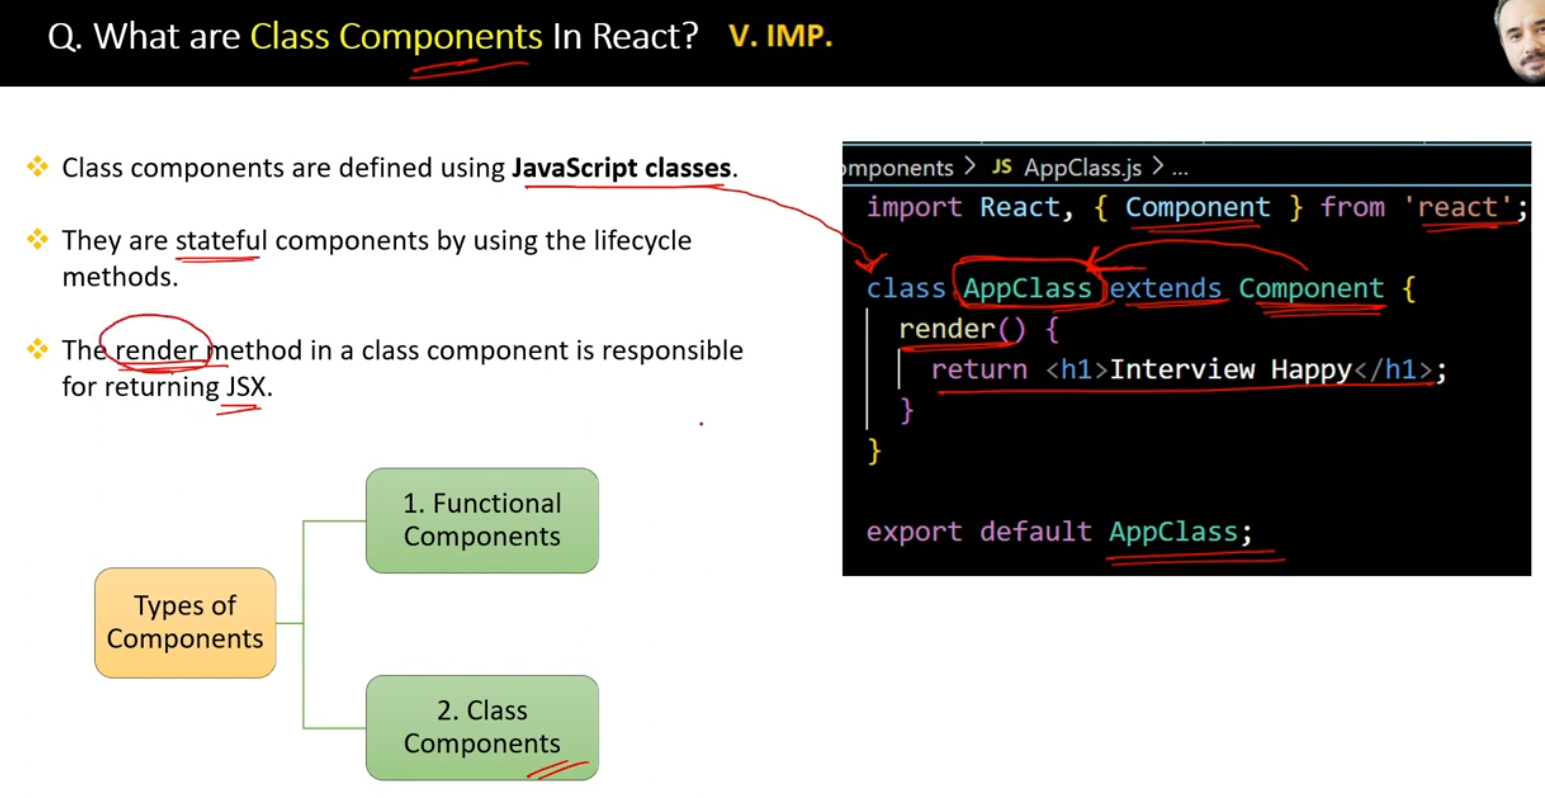 Q. What are Class Components In React? V. IMP.
❖ Class components are defined using JavaScript classes.
❖ They are stateful components by using the lifecycle
methods.
❖ The render method in a class component is responsible
for returning JSX.
Types of
Components
1. Functional
Components
2. Class
Components
omponents > JS AppClass.js > ...
import React, { Component } from 'react';
class AppClass extends Component {
render() {
return <h1>Interview Happy</h1>;
}
}
export default AppClass;